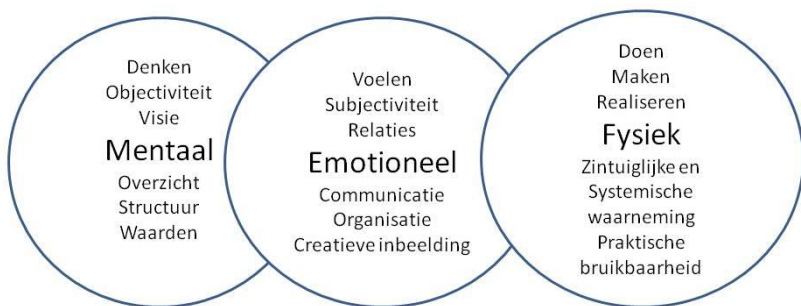 Denken
Objectiviteit
Visie
Mentaal
Overzicht
Structuur
Waarden
Voelen
Subjectiviteit
Relaties
Emotioneel
Communicatie
Organisatie
Creatieve inbeelding
Doen
Maken
Realiseren
Fysiek
Zintuiglijke en
Systemische
waarneming
Praktische
bruikbaarheid